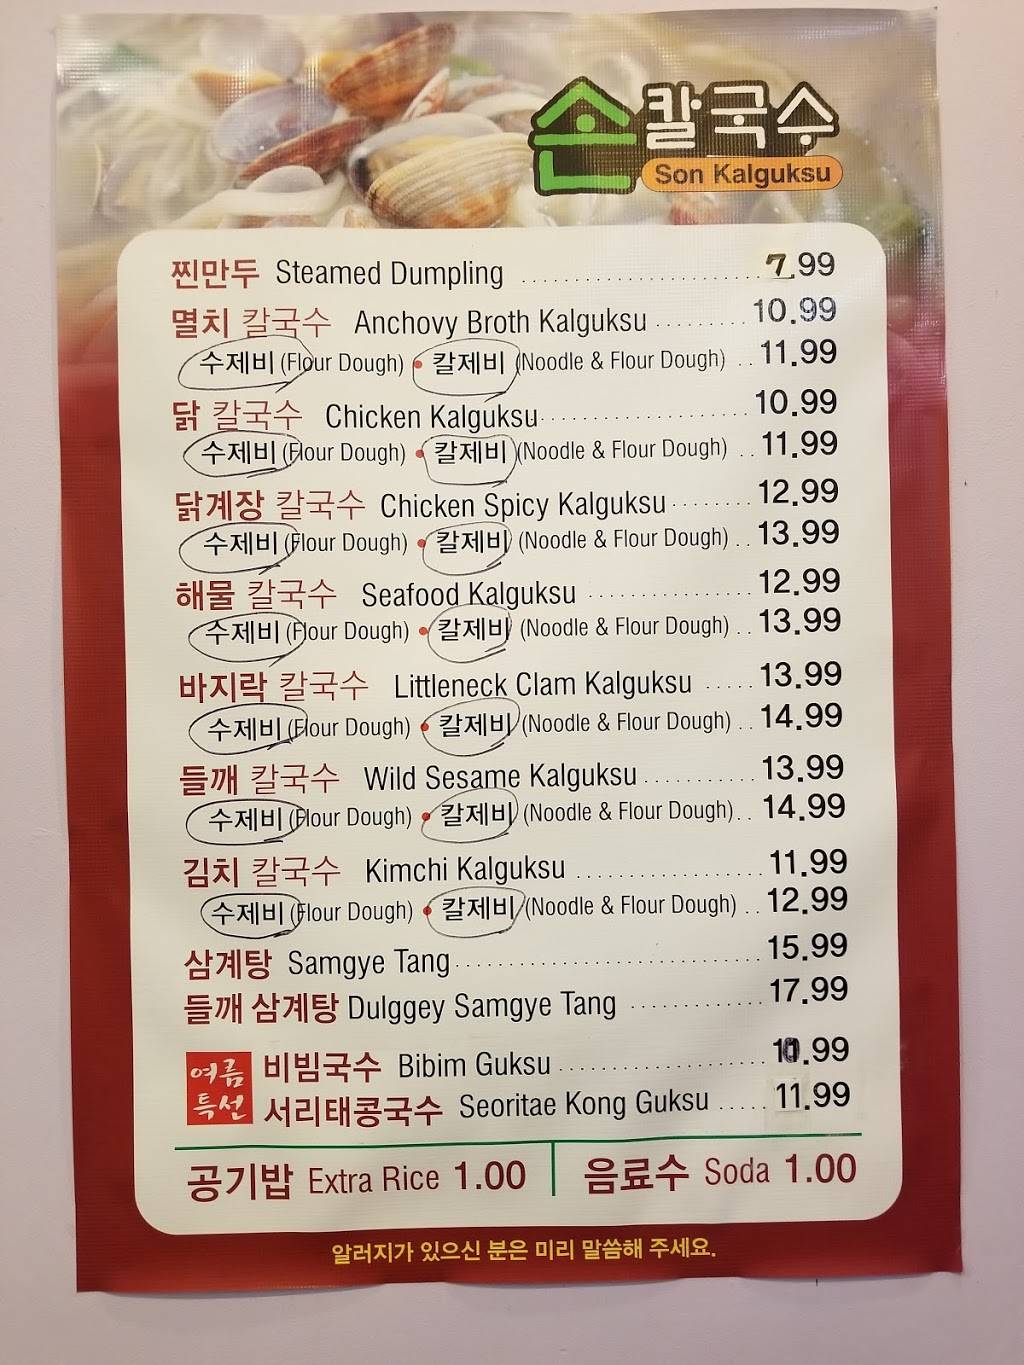 손칼국수
Son Kalguksu
찐만두 Steamed Dumpling ........................ 7.99
멸치 칼국수 Anchovy Broth Kalguksu ......... 10.99
수제비 (Flour Dough) • 칼제비 (Noodle & Flour Dough) .. 11.99
닭 칼국수 Chicken Kalguksu ..................... 10.99
수제비 (Flour Dough) • 칼제비 (Noodle & Flour Dough) .. 11.99
닭계장 칼국수 Chicken Spicy Kalguksu ........ 12.99
수제비 (Flour Dough) • 칼제비 (Noodle & Flour Dough) .. 13.99
해물 칼국수 Seafood Kalguksu ................ 12.99
수제비 (Flour Dough) • 칼제비 (Noodle & Flour Dough) .. 13.99
바지락 칼국수 Littleneck Clam Kalguksu ..... 13.99
수제비 (Flour Dough) • 칼제비 (Noodle & Flour Dough) .. 14.99
들깨 칼국수 Wild Sesame Kalguksu ........... 13.99
수제비 (Flour Dough) • 칼제비 (Noodle & Flour Dough) .. 14.99
김치 칼국수 Kimchi Kalguksu .................. 11.99
수제비 (Flour Dough) • 칼제비 (Noodle & Flour Dough) .. 12.99
삼계탕 Samgye Tang ............................... 15.99
들깨 삼계탕 Dulggey Samgye Tang ............. 17.99
여름 특선
비빔국수 Bibim Guksu ..................... 10.99
서리태콩국수 Seoritae Kong Guksu ..... 11.99
공기밥 Extra Rice 1.00 음료수 Soda 1.00
알러지가 있으신 분은 미리 말씀해 주세요.